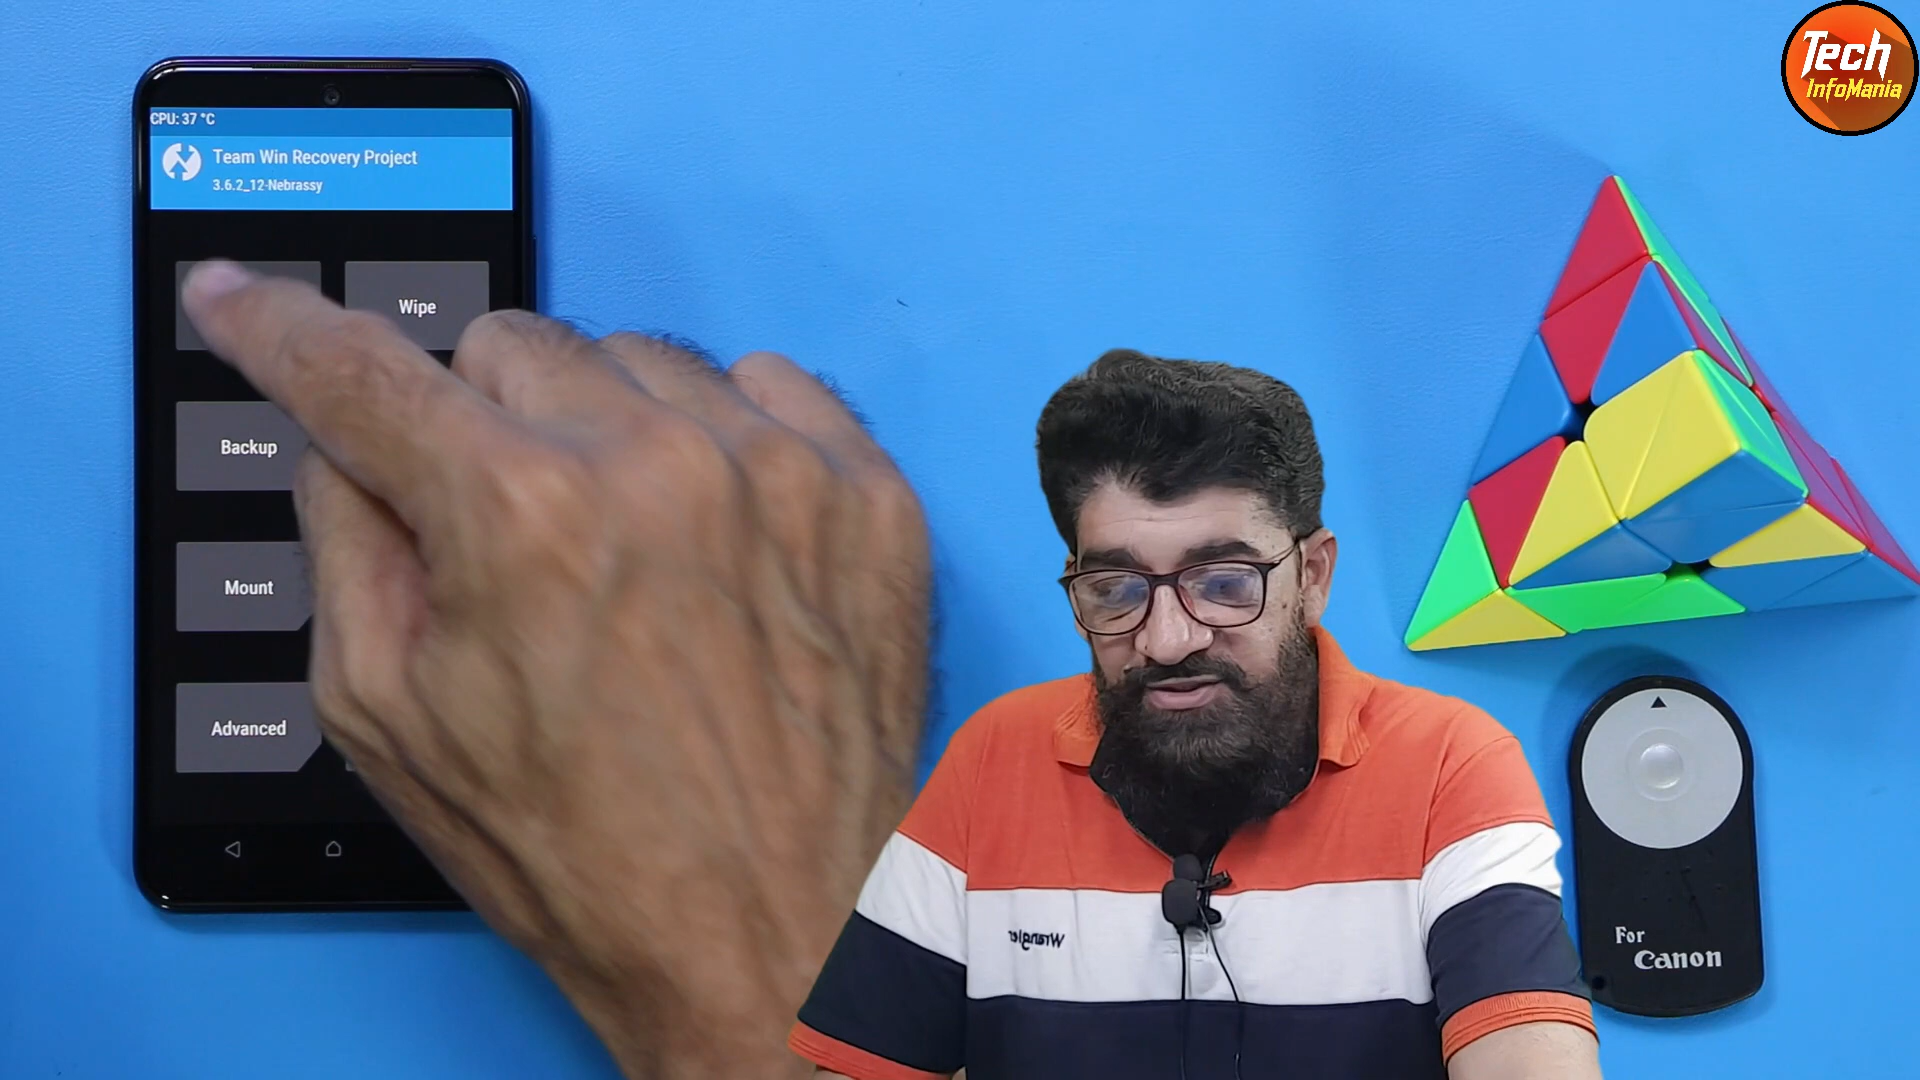 Tech
InfoMania
CPU: 37 °C
Team Win Recovery Project
3.6.2_12-Nebrassy
Wipe
Backup
Mount
Advanced
Wrangler
For
Canon